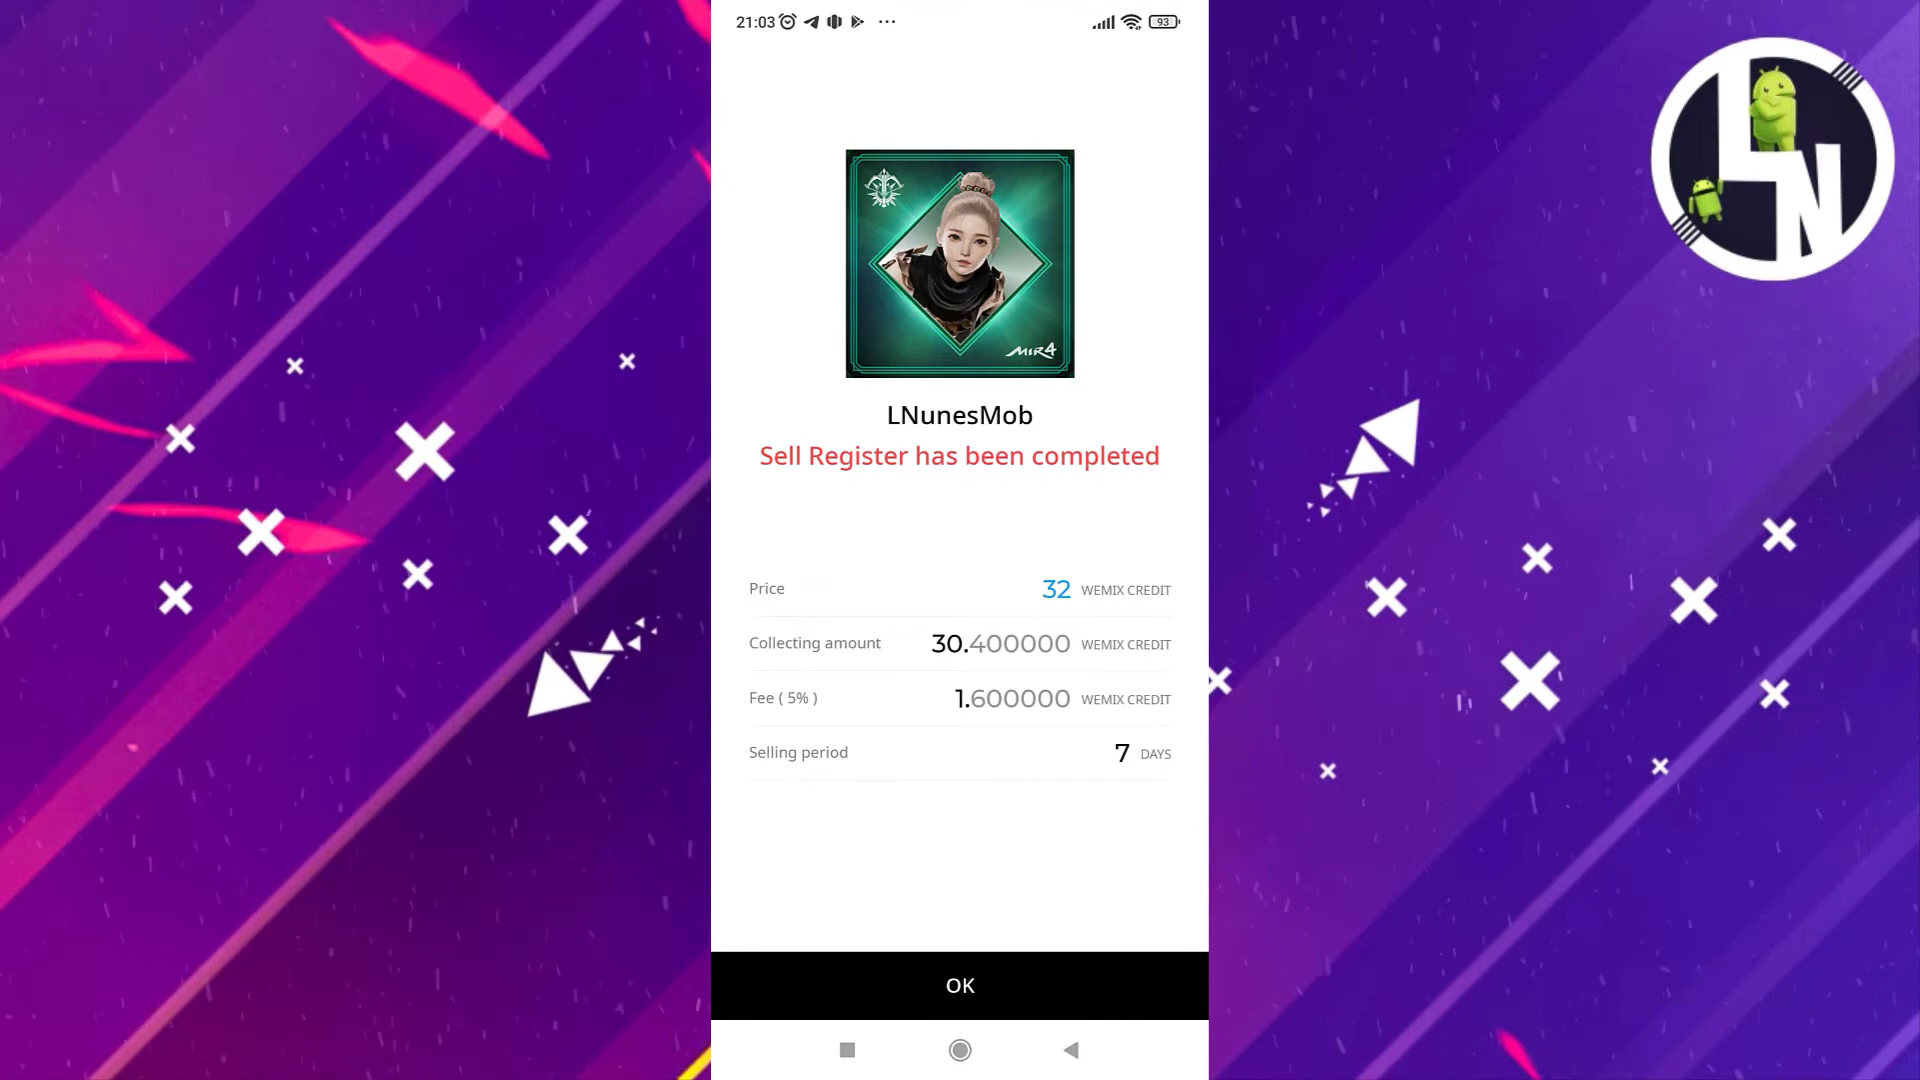 21:03
93
LN
MIR4
LNunesMob
Sell Register has been completed
Price 32 WEMIX CREDIT
Collecting amount 30.400000 WEMIX CREDIT
Fee ( 5% ) 1.600000 WEMIX CREDIT
Selling period 7 DAYS
OK